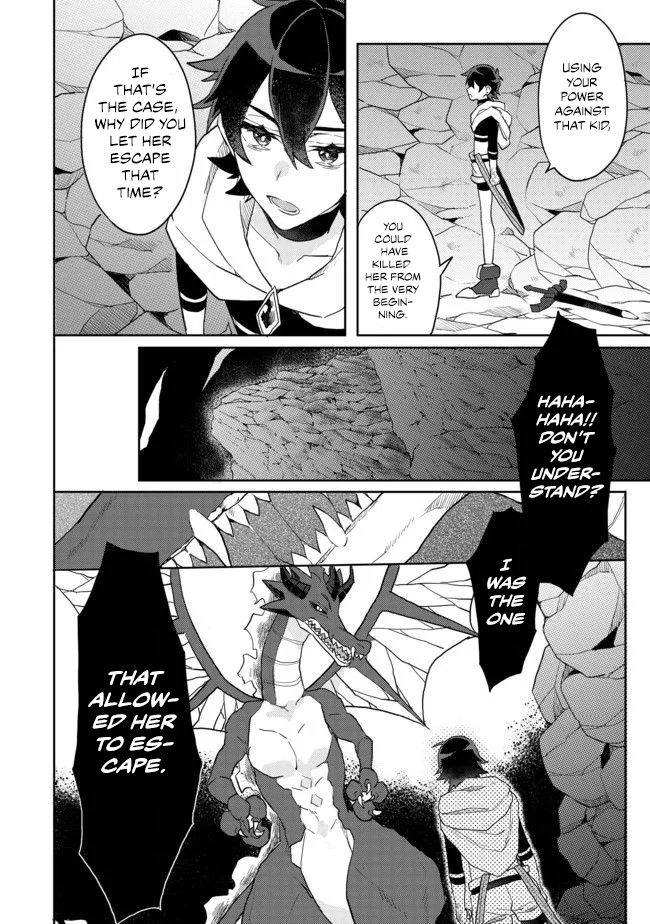 USING
YOUR
POWER
AGAINST
THAT KID,
YOU
COULD
HAVE
KILLED
HER FROM
THE VERY
BEGIN-
NING.
IF
THAT'S
THE CASE,
WHY DID YOU
LET HER
ESCAPE
THAT
TIME?
HAHA-
HAHA!!
DON'T
YOU
UNDER-
STAND?
I
WAS
THE
ONE
THAT
ALLOW-
ED HER
TO ES-
CAPE.